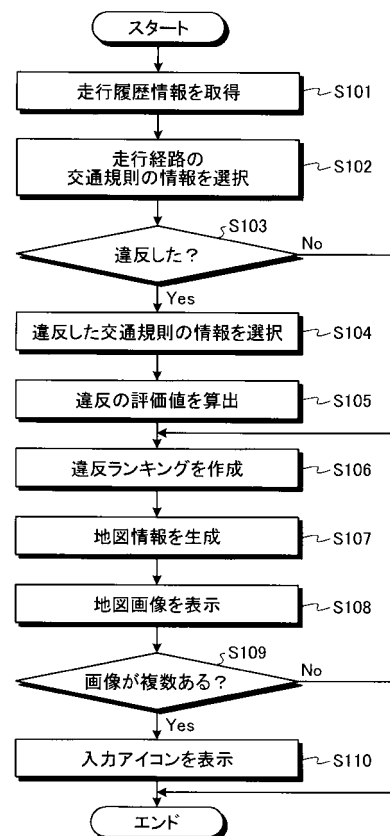 スタート
走行履歴情報を取得
S101
走行経路の
交通規則の情報を選択
S102
S103
違反した？
No
Yes
違反した交通規則の情報を選択
S104
違反の評価値を算出
S105
違反ランキングを作成
S106
地図情報を生成
S107
地図画像を表示
S108
S109
画像が複数ある？
No
Yes
入力アイコンを表示
S110
エンド